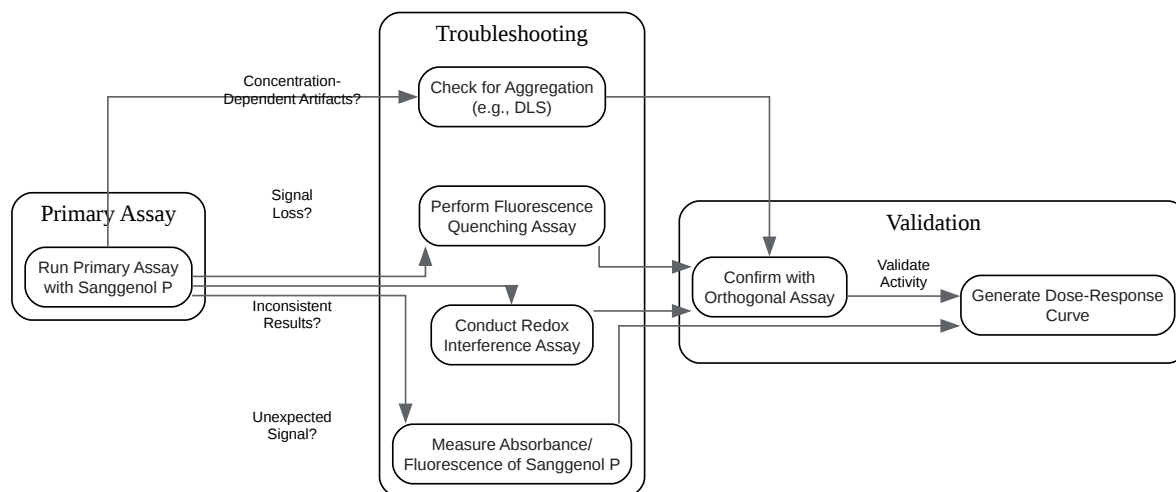 Troubleshooting
Concentration-
Dependent Artifacts?
Check for Aggregation
(e.g., DLS)
Signal
Loss?
Perform Fluorescence
Quenching Assay
Primary Assay
Run Primary Assay
with Sanggenol P
Validation
Inconsistent
Results?
Conduct Redox
Interference Assay
Confirm with
Orthogonal Assay
Validate
Activity
Generate Dose-Response
Curve
Unexpected
Signal?
Measure Absorbance/
Fluorescence of Sanggenol P